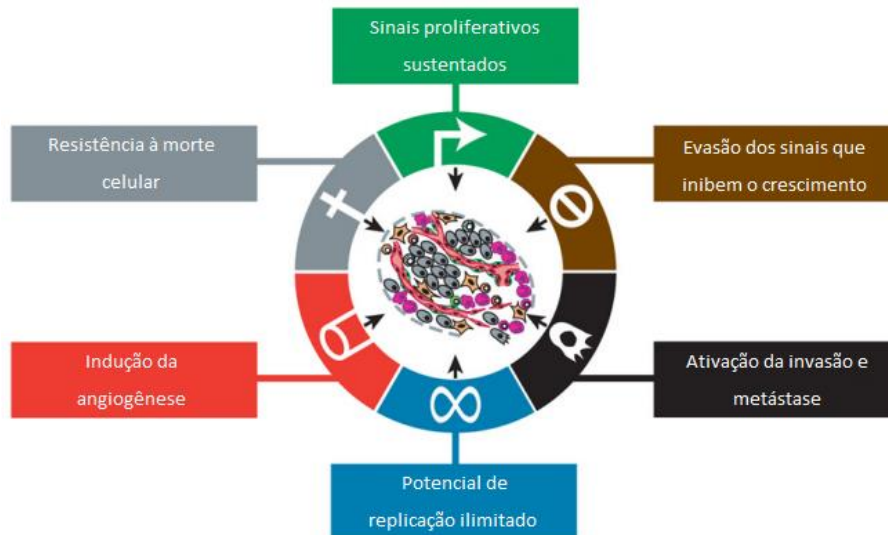 Sinais proliferativos
sustentados
Resistência à morte
celular
Evasão dos sinais que
inibem o crescimento
Indução da
angiogênese
Ativação da invasão e
metástase
Potencial de
replicação ilimitado